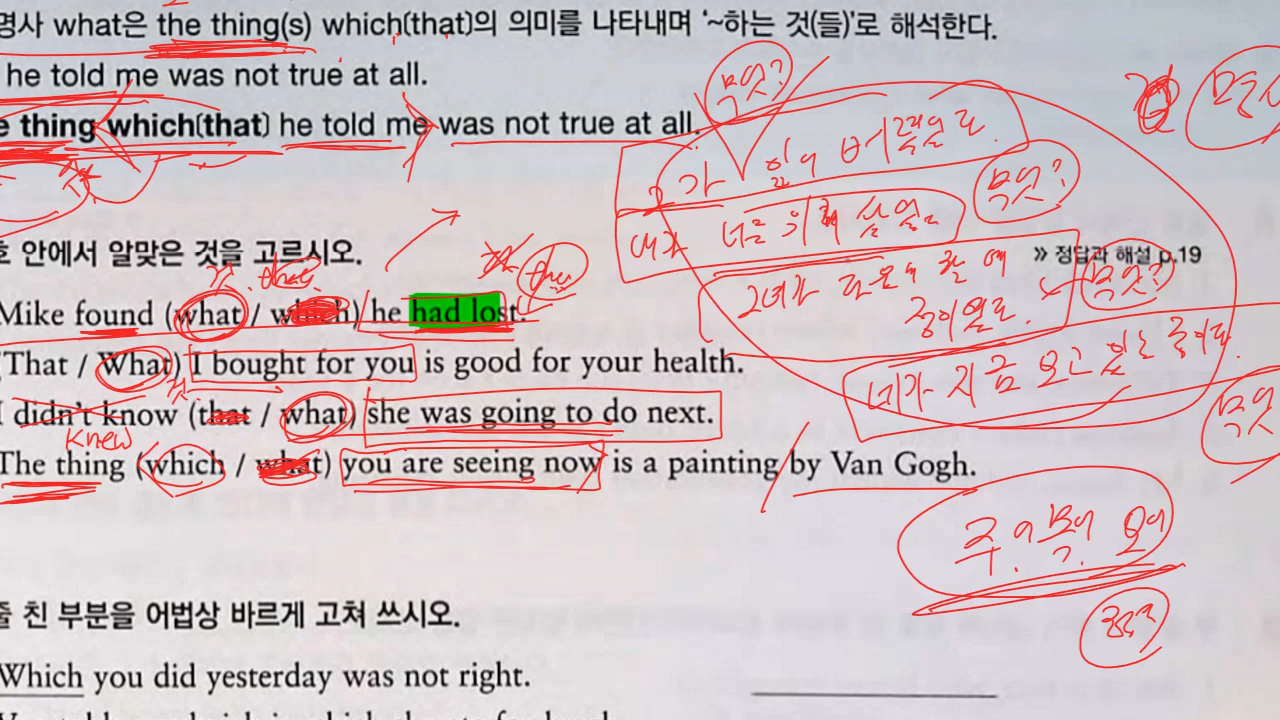 명사 what은 the thing(s) which(that)의 의미를 나타내며 '~하는 것(들)'로 해석한다.
he told me was not true at all.
e thing which(that) he told me was not true at all.
무엇?
그가 잃어버렸던
무엇?
내가 너를 위해 샀던
호 안에서 알맞은 것을 고르시오.
» 정답과 해설 p.19
그녀가 다음에 할 예정이었던
무엇?
that
Mike found (what / which) he had lost.
(That / What) I bought for you is good for your health.
네가 지금 보고 있는
I didn't know (that / what) she was going to do next.
knew
무엇
The thing (which / what) you are seeing now is a painting by Van Gogh.
주.목.보어
줄 친 부분을 어법상 바르게 고쳐 쓰시오.
Which you did yesterday was not right.